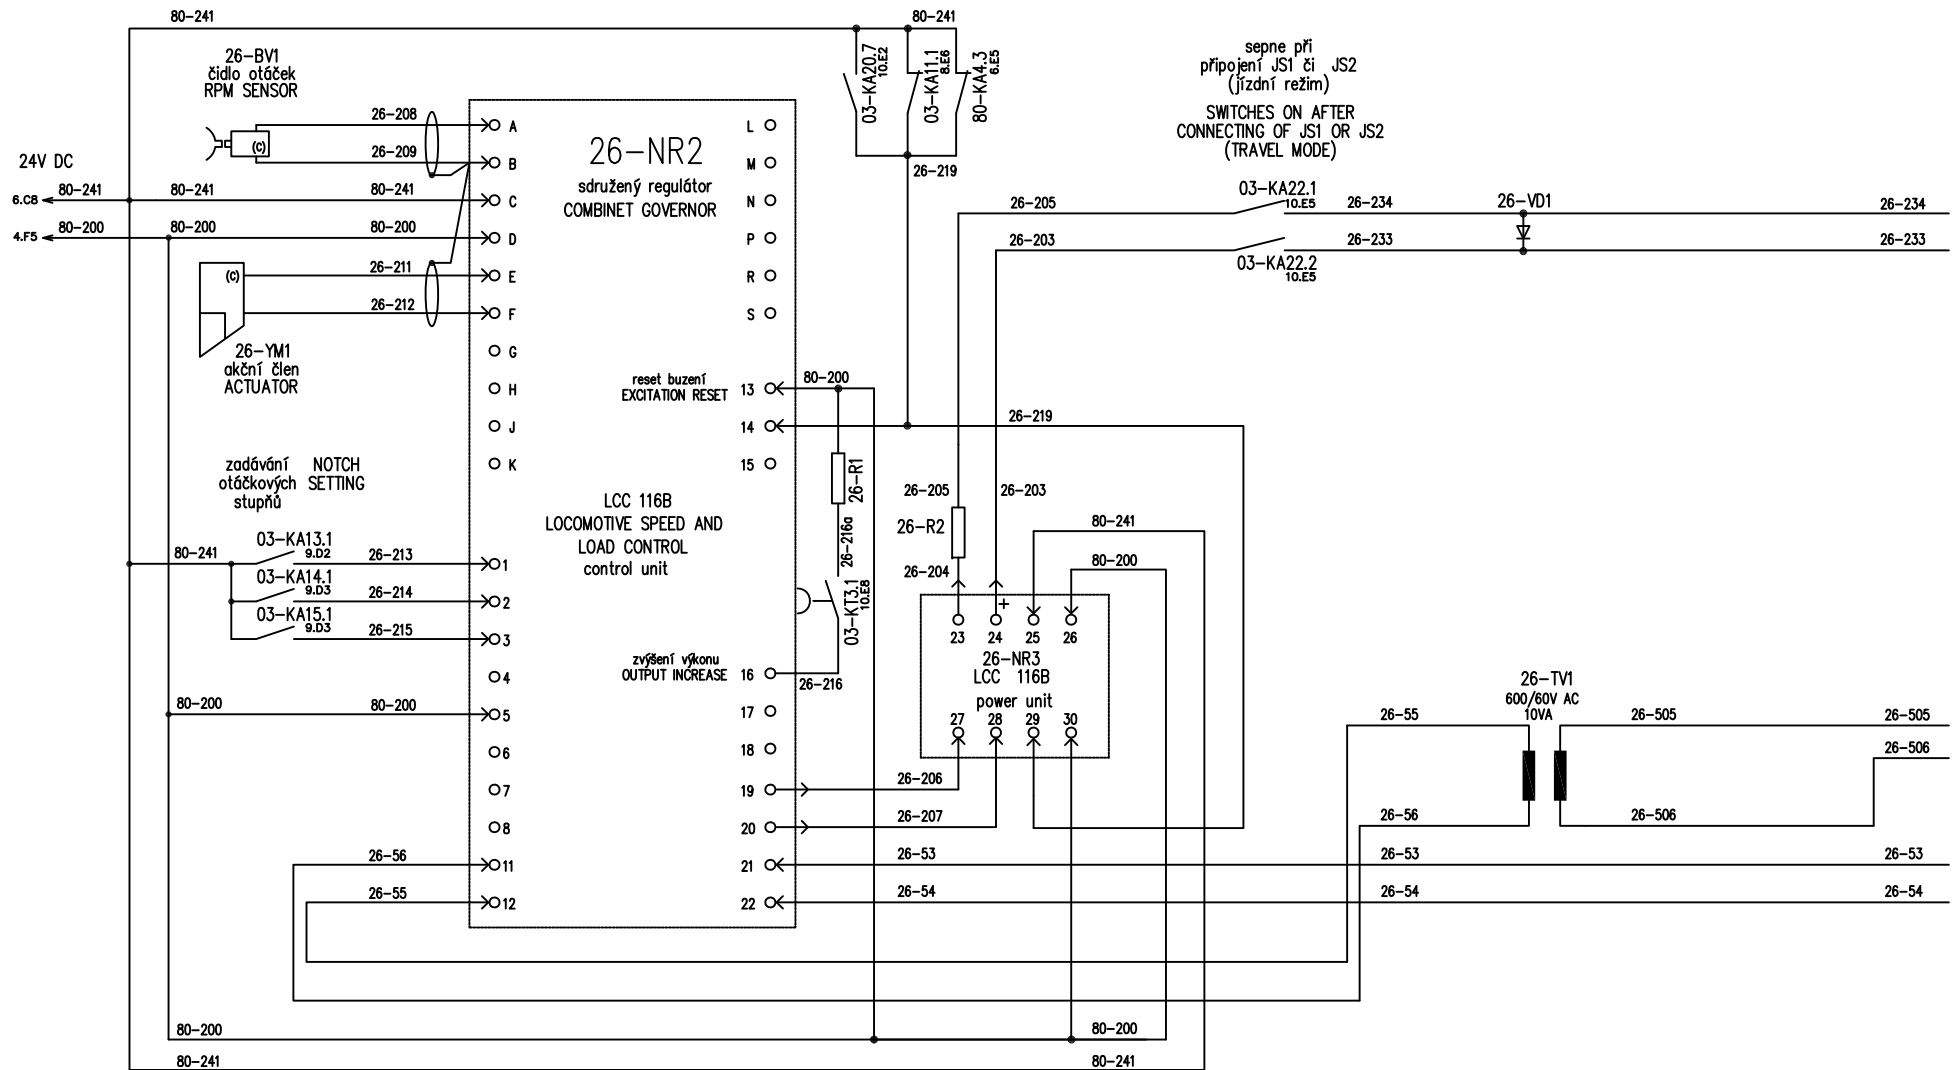 80-241
80-241
26-BV1
čidlo otáček
RPM SENSOR
(C)
26-208
26-209
24V DC
6.C8
80-241
80-241
80-241
4.F5
80-200
80-200
80-200
26-211
26-212
(C)
26-YM1
akční člen
ACTUATOR
zadávání NOTCH
otáčkových SETTING
stupňů
03-KA13.1
9.D2
80-241
26-213
03-KA14.1
9.D3
26-214
03-KA15.1
9.D3
26-215
80-200
80-200
26-56
26-55
80-200
80-241
A
B
C
D
E
F
G
H
J
K
1
2
3
4
5
6
7
8
11
12
26-NR2
sdružený regulátor
COMBINET GOVERNOR
reset buzení
EXCITATION RESET
LCC 116B
LOCOMOTIVE SPEED AND
LOAD CONTROL
control unit
zvýšení výkonu
OUTPUT INCREASE
L
M
N
P
R
S
13
14
15
16
17
18
19
20
21
22
03-KA20.7
10.E2
03-KA11.1
8.E6
80-KA4.3
6.E5
26-219
80-200
26-219
26-R1
26-216a
03-KT3.1
10.E8
26-216
sepne při
připojení JS1 či JS2
(jízdní režim)
SWITCHES ON AFTER
CONNECTING OF JS1 OR JS2
(TRAVEL MODE)
26-205
03-KA22.1
10.E5
26-234
26-VD1
26-234
26-203
03-KA22.2
10.E5
26-233
26-233
26-205
26-203
26-R2
26-204
80-241
80-200
+
23
24
25
26
26-NR3
LCC 116B
power unit
27
28
29
30
26-206
26-207
26-53
26-54
26-TV1
600/60V AC
10VA
26-55
26-505
26-505
26-506
26-56
26-506
26-53
26-53
26-54
26-54
80-200
80-241